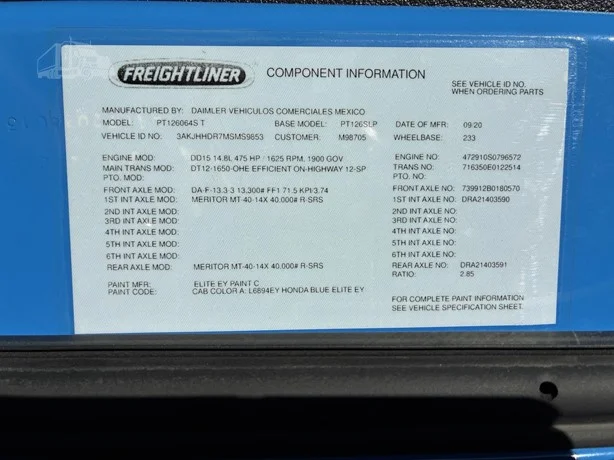 FREIGHTLINER COMPONENT INFORMATION
SEE VEHICLE ID NO.
WHEN ORDERING PARTS
MANUFACTURED BY: DAIMLER VEHICULOS COMERCIALES MEXICO
MODEL: PT126064S T BASE MODEL: PT126SLP DATE OF MFR: 09/20
VEHICLE ID NO: 3AKJHHDR7MSMS9853 CUSTOMER: M98705 WHEELBASE: 233
ENGINE MOD: DD15 14.8L 475 HP / 1625 RPM, 1900 GOV ENGINE NO: 472910S0796572
MAIN TRANS MOD: DT12-1650-OHE EFFICIENT ON-HIGHWAY 12-SP TRANS NO: 716350E0122514
PTO. MOD: PTO. NO:
FRONT AXLE MOD: DA-F-13.3-3 13,300# FF1 71.5 KPI/3.74 FRONT AXLE NO: 739912B0180570
1ST INT AXLE MOD: MERITOR MT-40-14X 40,000# R-SRS 1ST INT AXLE NO: DRA21403590
2ND INT AXLE MOD: 2ND INT AXLE NO:
3RD INT AXLE MOD: 3RD INT AXLE NO:
4TH INT AXLE MOD: 4TH INT AXLE NO:
5TH INT AXLE MOD: 5TH INT AXLE NO:
6TH INT AXLE MOD: 6TH INT AXLE NO:
REAR AXLE MOD: MERITOR MT-40-14X 40,000# R-SRS REAR AXLE NO: DRA21403591
RATIO: 2.85
PAINT MFR: ELITE EY PAINT C
PAINT CODE: CAB COLOR A: L6894EY HONDA BLUE ELITE EY
FOR COMPLETE PAINT INFORMATION
SEE VEHICLE SPECIFICATION SHEET.